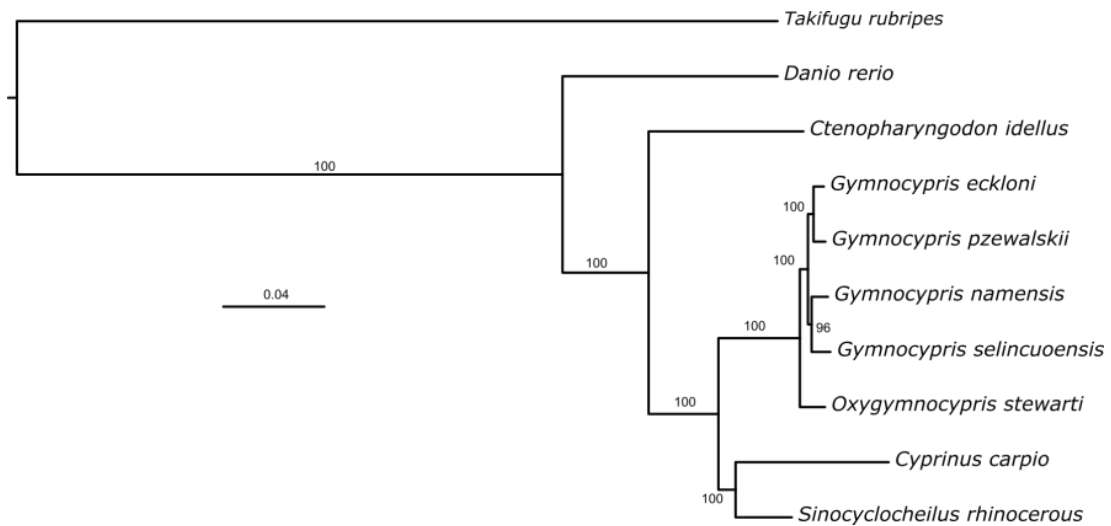 Takifugu rubripes
Danio rerio
100
Ctenopharyngodon idellus
Gymnocypris eckloni
100
Gymnocypris pzewalskii
100
100
0.04
Gymnocypris namensis
100
96
Gymnocypris selincuoensis
100
Oxygymnocypris stewarti
Cyprinus carpio
100
Sinocyclocheilus rhinocerous